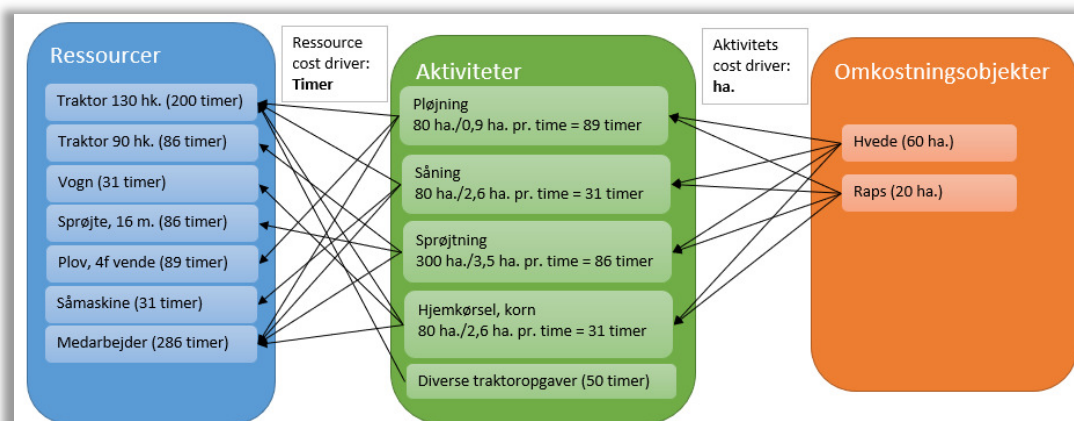 Ressourcer
Traktor 130 hk. (200 timer)
Traktor 90 hk. (86 timer)
Vogn (31 timer)
Sprøjte, 16 m. (86 timer)
Plov, 4f vende (89 timer)
Såmaskine (31 timer)
Medarbejder (286 timer)
Ressource
cost driver:
Timer
Aktiviteter
Pløjning
80 ha./0,9 ha. pr. time = 89 timer
Såning
80 ha./2,6 ha. pr. time = 31 timer
Sprøjtning
300 ha./3,5 ha. pr. time = 86 timer
Hjemkørsel, korn
80 ha./2,6 ha. pr. time = 31 timer
Diverse traktoropgaver (50 timer)
Aktivitets
cost driver:
ha.
Omkostningsobjekter
Hvede (60 ha.)
Raps (20 ha.)